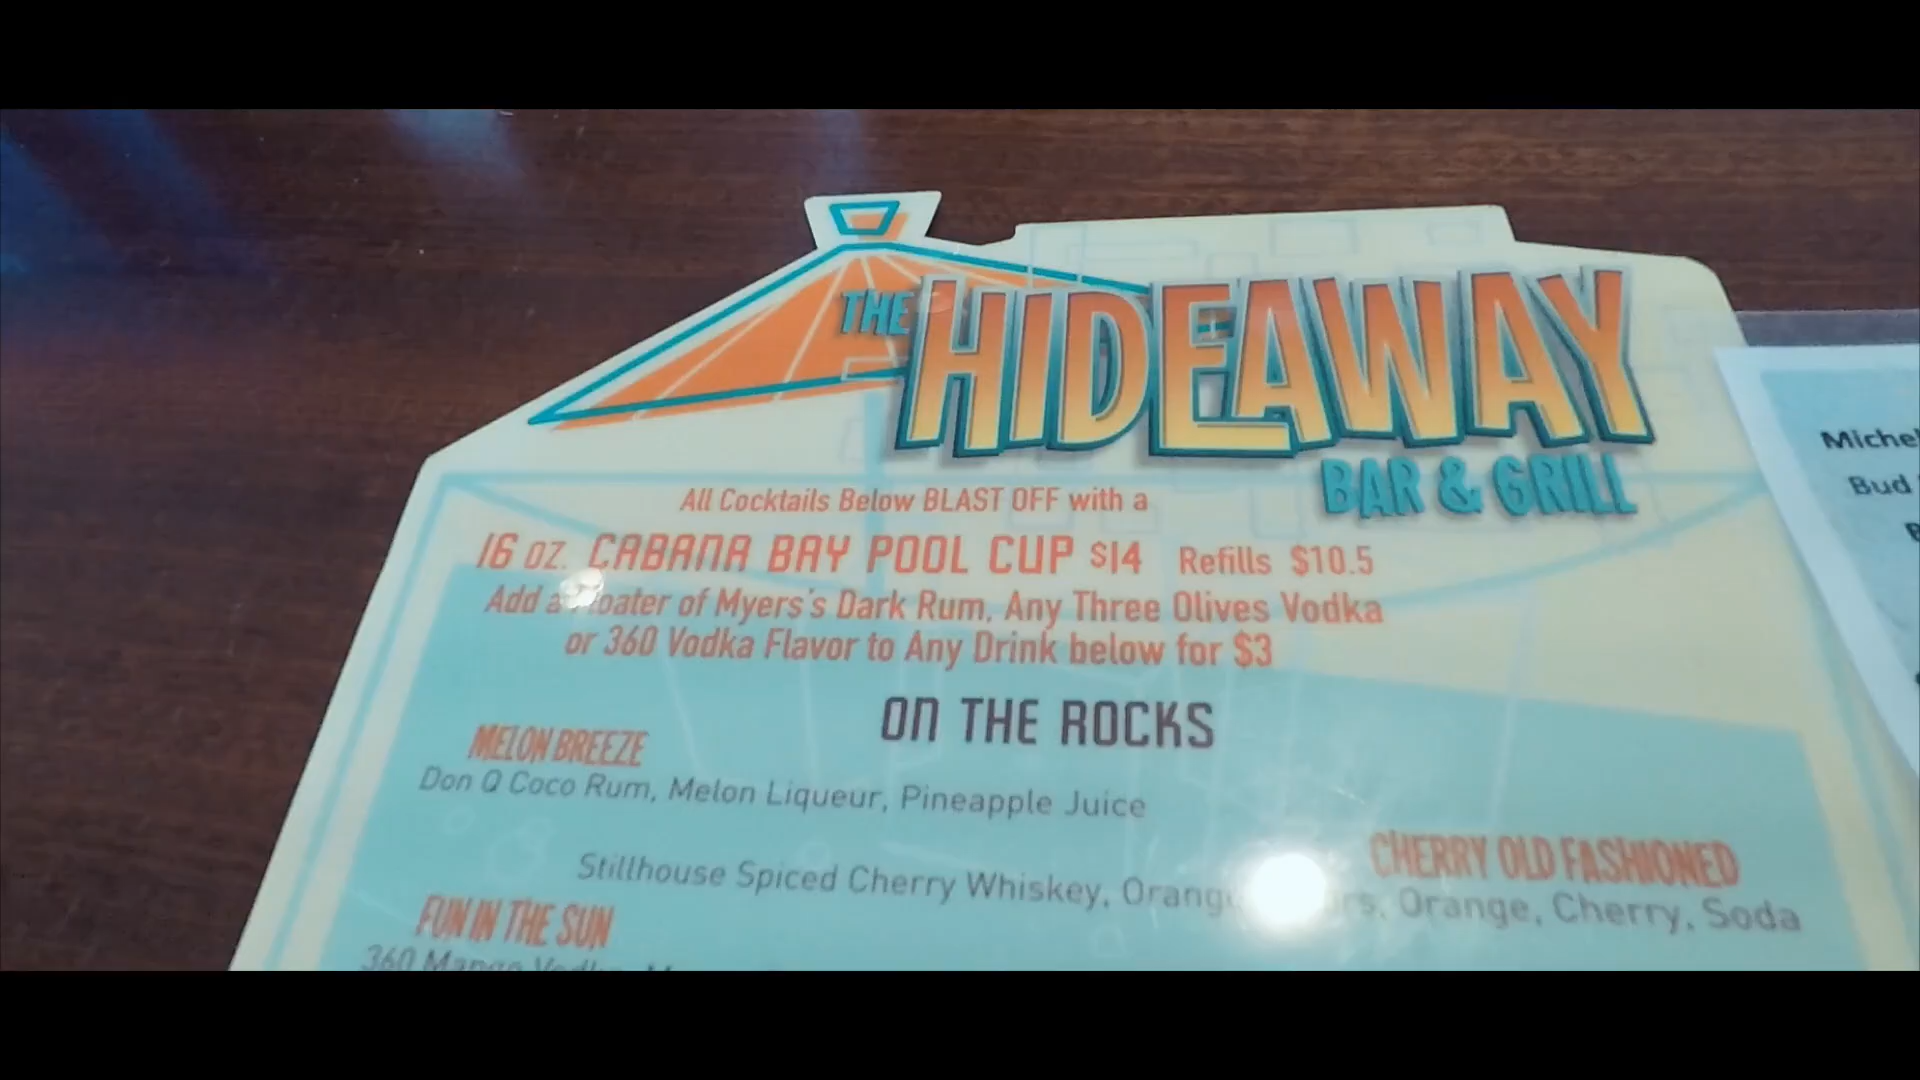 THE HIDEAWAY
BAR & GRILL
All Cocktails Below BLAST OFF with a
16 OZ. CABANA BAY POOL CUP $14 Refills $10.5
Add a of Myers's Dark Rum, Any Three Olives Vodka
or 360 Vodka Flavor to Any Drink below for $3
ON THE ROCKS
MELON BREEZE
Don Q Coco Rum, Melon Liqueur, Pineapple Juice
CHERRY OLD FASHIONED
Stillhouse Spiced Cherry Whiskey, Orange, Cherry, Soda
FUN IN THE SUN
360 Mango Vodka
Bud